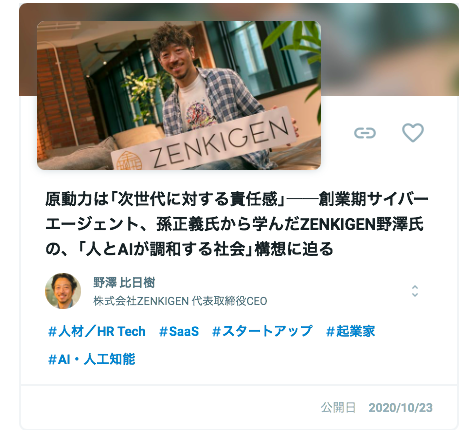 ZENKIGEN
原動力は「次世代に対する責任感」──創業期サイバー
エージェント、孫正義氏から学んだZENKIGEN野澤氏
の、「人とAIが調和する社会」構想に迫る
野澤 比日樹
株式会社ZENKIGEN 代表取締役CEO
#人材／HR Tech #SaaS #スタートアップ #起業家
#AI・人工知能
公開日 2020/10/23